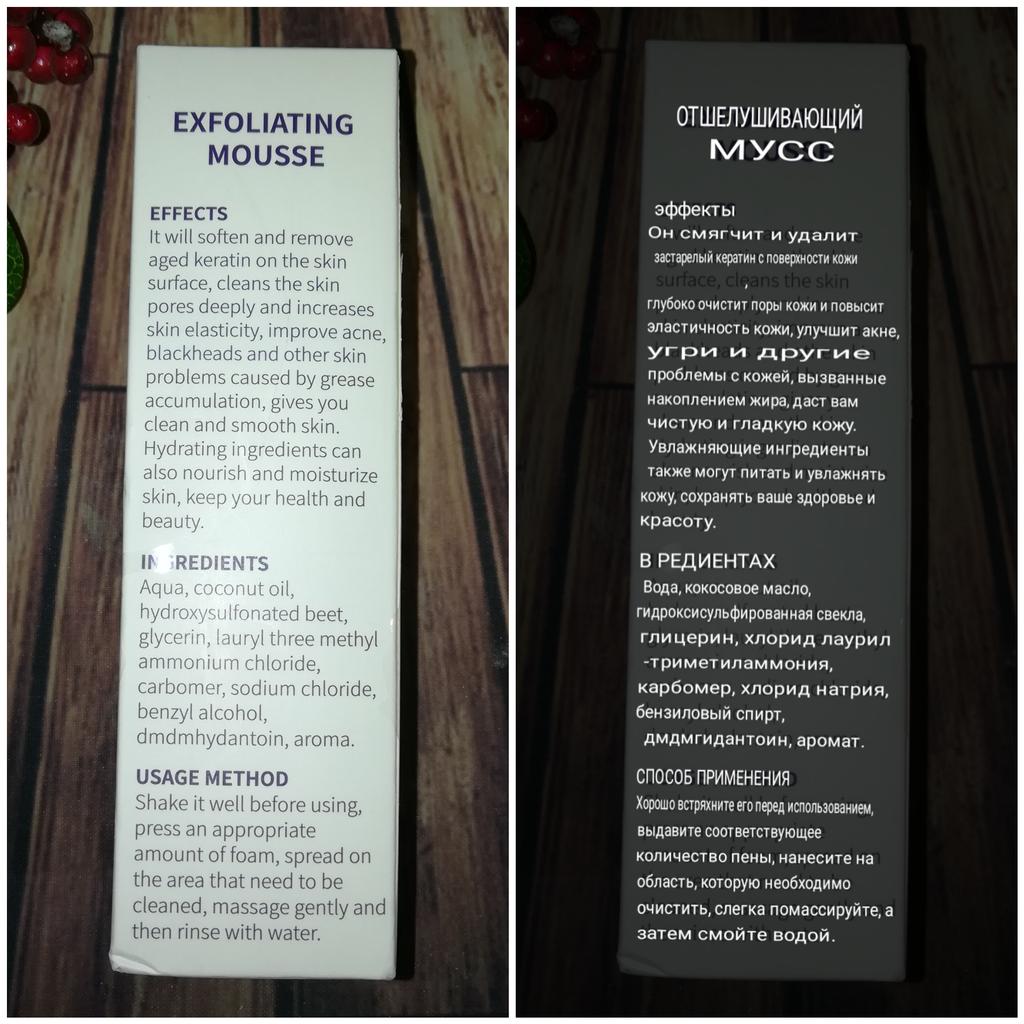 EXFOLIATING
MOUSSE
EFFECTS
It will soften and remove
aged keratin on the skin
surface, cleans the skin
pores deeply and increases
skin elasticity, improve acne,
blackheads and other skin
problems caused by grease
accumulation, gives you
clean and smooth skin.
Hydrating ingredients can
also nourish and moisturize
skin, keep your health and
beauty.
INGREDIENTS
Aqua, coconut oil,
hydroxysulfonated beet,
glycerin, lauryl three methyl
ammonium chloride,
carbomer, sodium chloride,
benzyl alcohol,
dmdmhydantoin, aroma.
USAGE METHOD
Shake it well before using,
press an appropriate
amount of foam, spread on
the area that need to be
cleaned, massage gently and
then rinse with water.
ОТШЕЛУШИВАЮЩИЙ
МУСС
эффекты
Он смягчит и удалит
застарелый кератин с поверхности кожи
,
глубоко очистит поры кожи и повысит
эластичность кожи, улучшит акне,
угри и другие
проблемы с кожей, вызванные
накоплением жира, даст вам
чистую и гладкую кожу.
Увлажняющие ингредиенты
также могут питать и увлажнять
кожу, сохранять ваше здоровье и
красоту.
В РЕДИЕНТАХ
Вода, кокосовое масло,
гидроксисульфированная свекла,
глицерин, хлорид лаурил
-триметиламмония,
карбомер, хлорид натрия,
бензиловый спирт,
дмдмгидантоин, аромат.
СПОСОБ ПРИМЕНЕНИЯ
Хорошо встряхните его перед использованием,
выдавите соответствующее
количество пены, нанесите на
область, которую необходимо
очистить, слегка помассируйте, а
затем смойте водой.